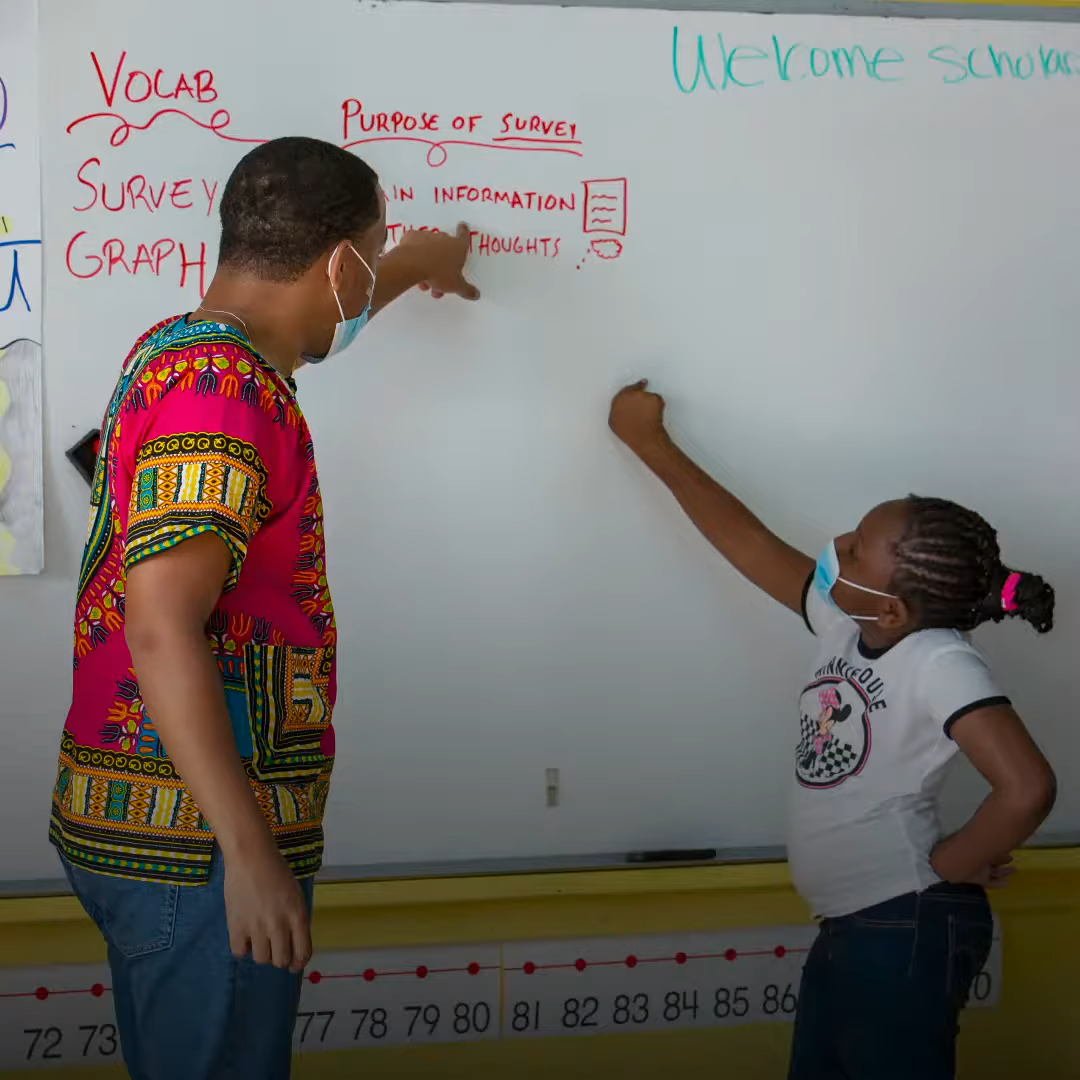 VOCAB
SURVEY
GRAPH
PURPOSE OF SURVEY
INFORMATION
THOUGHTS
Welcome
MINNIE MOUSE
72 73 77 78 79 80 81 82 83 84 85 86